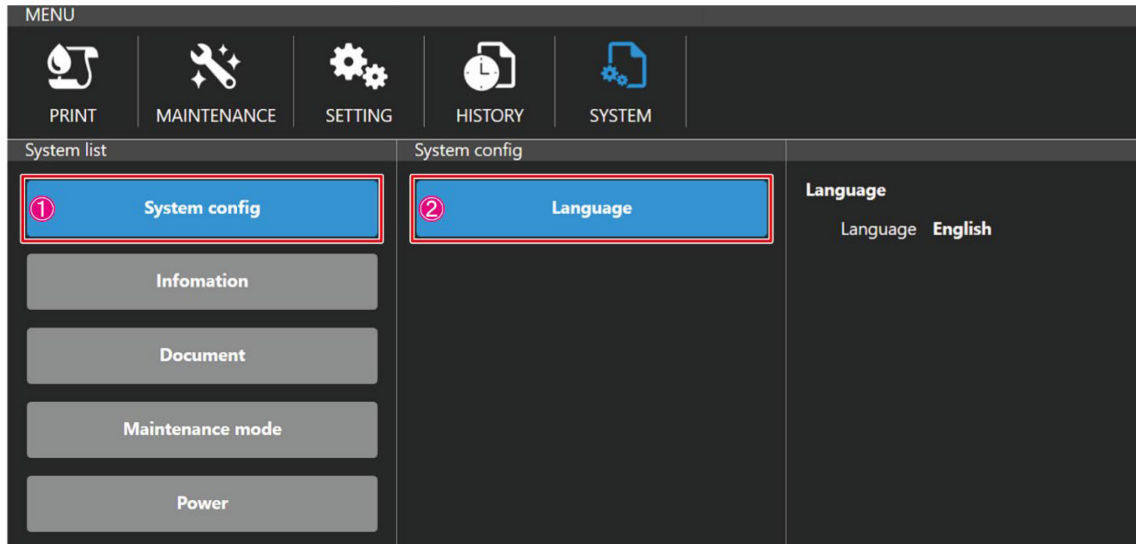 MENU
PRINT MAINTENANCE SETTING HISTORY SYSTEM
System list System config
① System config ② Language Language
Language English
Infomation
Document
Maintenance mode
Power